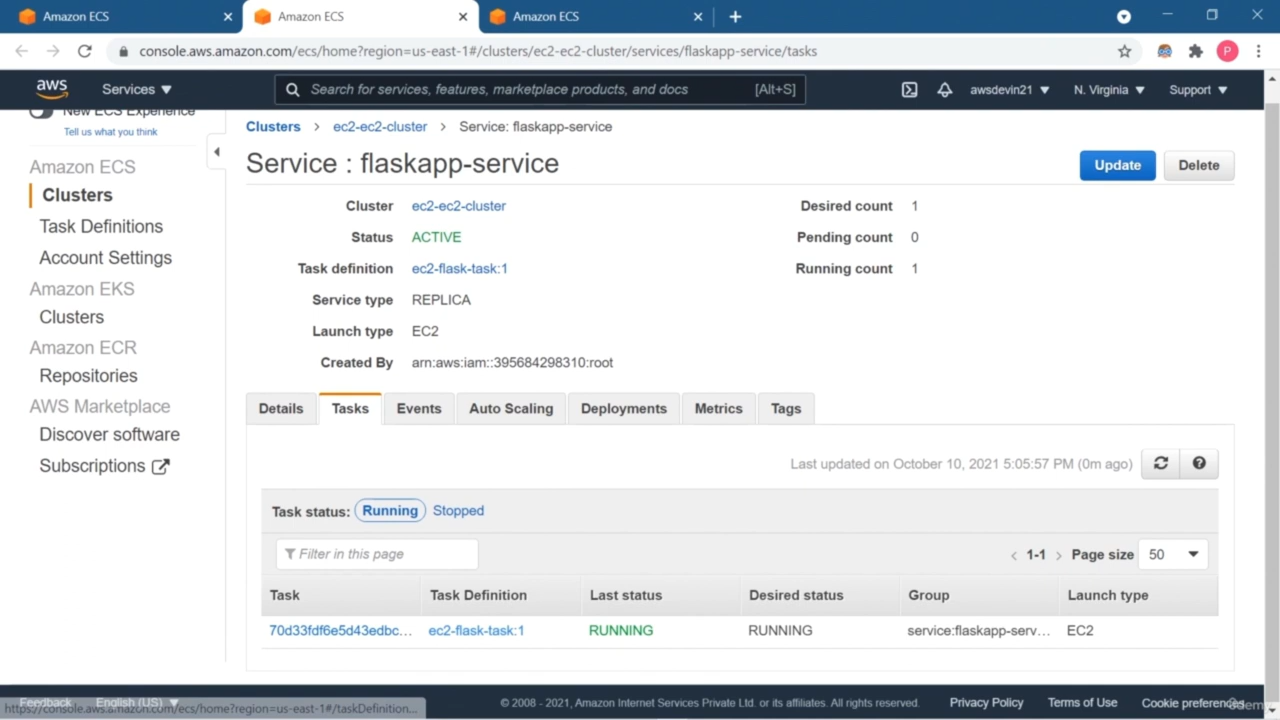 Amazon ECS
Amazon ECS
Amazon ECS
console.aws.amazon.com/ecs/home?region=us-east-1#/clusters/ec2-ec2-cluster/services/flaskapp-service/tasks
P
aws Services Search for services, features, marketplace products, and docs [Alt+S] awsdevin21 N. Virginia Support
New ECS Experience
Tell us what you think
Amazon ECS
Clusters
Task Definitions
Account Settings
Amazon EKS
Clusters
Amazon ECR
Repositories
AWS Marketplace
Discover software
Subscriptions
Clusters > ec2-ec2-cluster > Service: flaskapp-service
Service : flaskapp-service
Update Delete
Cluster ec2-ec2-cluster Desired count 1
Status ACTIVE Pending count 0
Task definition ec2-flask-task:1 Running count 1
Service type REPLICA
Launch type EC2
Created By arn:aws:iam::395684298310:root
Details Tasks Events Auto Scaling Deployments Metrics Tags
Last updated on October 10, 2021 5:05:57 PM (0m ago)
Task status: Running Stopped
Filter in this page < 1-1 > Page size 50
Task Task Definition Last status Desired status Group Launch type
70d33fdf6e5d43edbc... ec2-flask-task:1 RUNNING RUNNING service:flaskapp-serv... EC2
Feedback English (US) © 2008 - 2021, Amazon Internet Services Private Ltd. or its affiliates. All rights reserved. Privacy Policy Terms of Use Cookie preferences
https://console.aws.amazon.com/ecs/home?region=us-east-1#/taskDefinition...